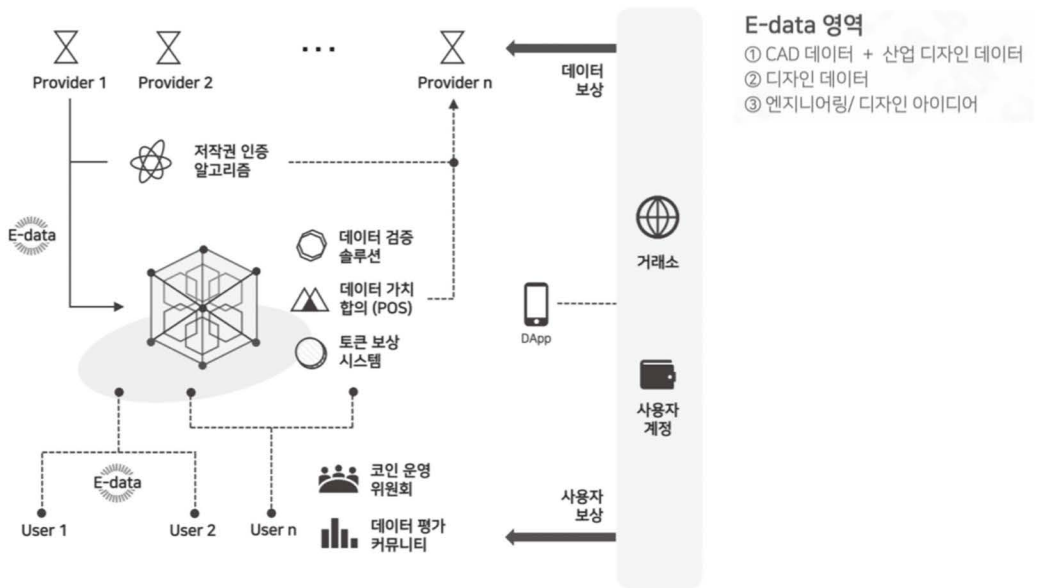 Provider 1
Provider 2
...
Provider n
데이터
보상
E-data 영역
① CAD 데이터 + 산업 디자인 데이터
② 디자인 데이터
③ 엔지니어링/ 디자인 아이디어
저작권 인증
알고리즘
E-data
데이터 검증
솔루션
데이터 가치
합의 (POS)
토큰 보상
시스템
DApp
거래소
사용자
계정
E-data
User 1
User 2
User n
코인 운영
위원회
데이터 평가
커뮤니티
사용자
보상